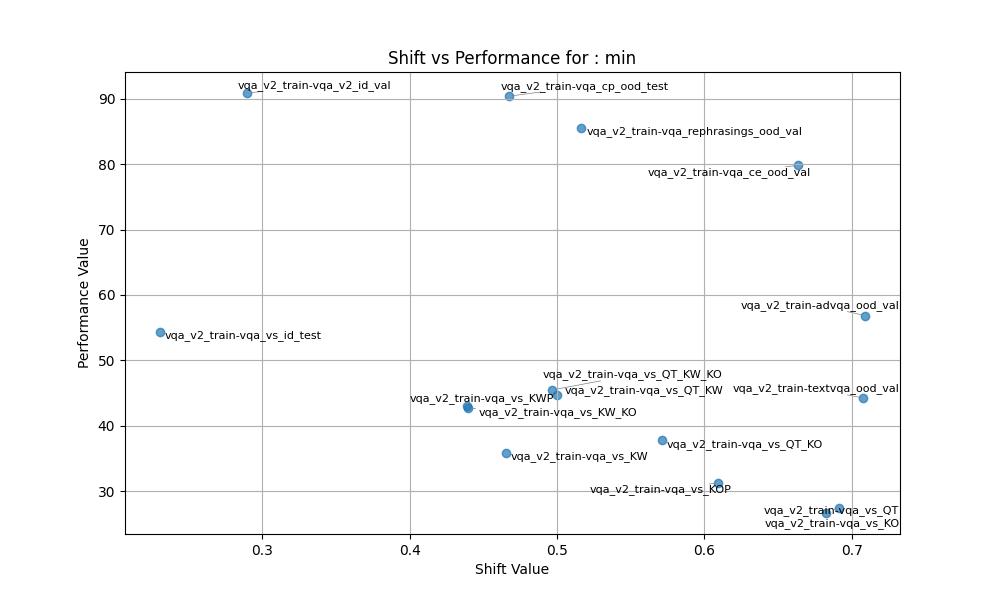 Shift vs Performance for : min
Performance Value
90
80
70
60
50
40
30
vqa_v2_train-vqa_v2_id_val
vqa_v2_train-vqa_cp_ood_test
vqa_v2_train-vqa_rephrasings_ood_val
vqa_v2_train-vqa_ce_ood_val
vqa_v2_train-advqa_ood_val
vqa_v2_train-vqa_vs_id_test
vqa_v2_train-vqa_vs_QT_KW_KO
vqa_v2_train-vqa_vs_QT_KW
vqa_v2_train-textvqa_ood_val
vqa_v2_train-vqa_vs_KWP
vqa_v2_train-vqa_vs_KW_KO
vqa_v2_train-vqa_vs_QT_KO
vqa_v2_train-vqa_vs_KW
vqa_v2_train-vqa_vs_KOP
vqa_v2_train-vqa_vs_QT
vqa_v2_train-vqa_vs_KO
0.3 0.4 0.5 0.6 0.7
Shift Value